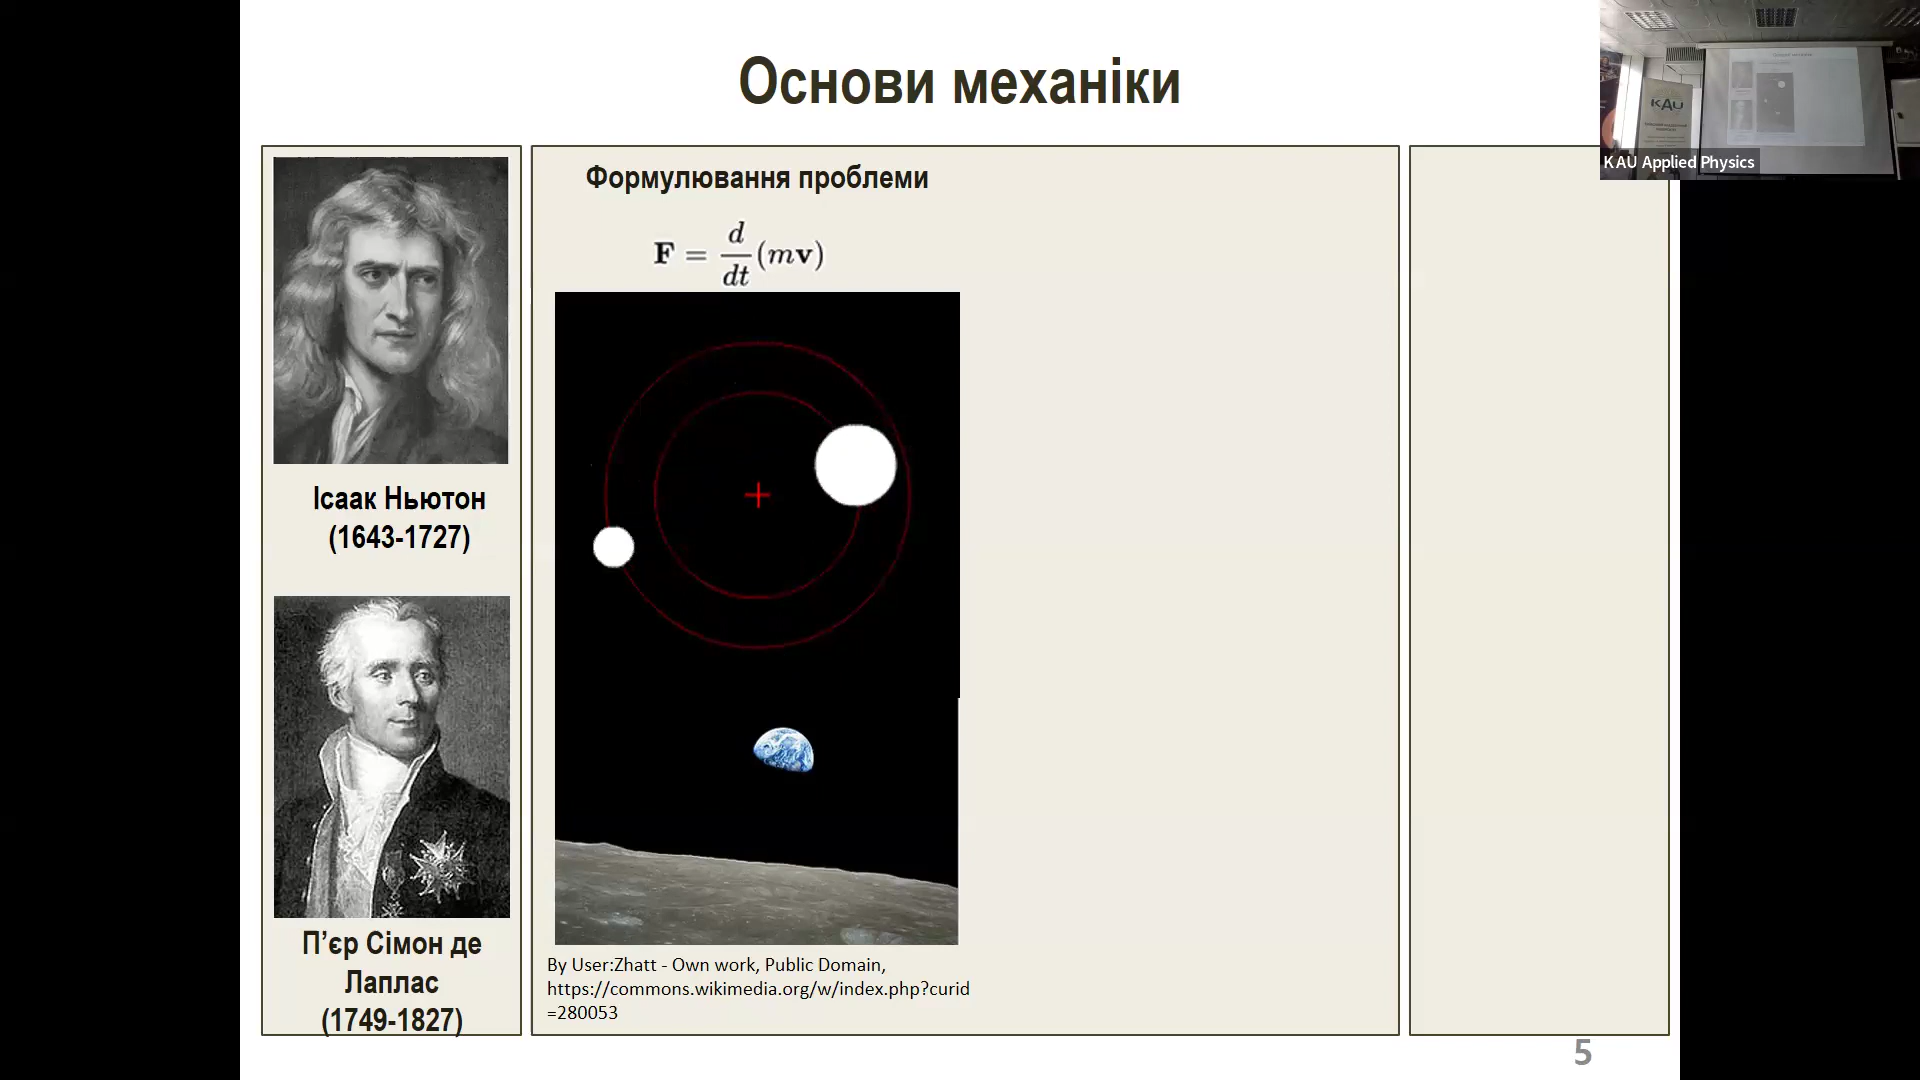 Основи механіки
KAU
KAU Applied Physics
Формулювання проблеми
F = d/dt (mv)
Ісаак Ньютон
(1643-1727)
П’єр Сімон де
Лаплас
(1749-1827)
By User:Zhatt - Own work, Public Domain,
https://commons.wikimedia.org/w/index.php?curid
=280053
5